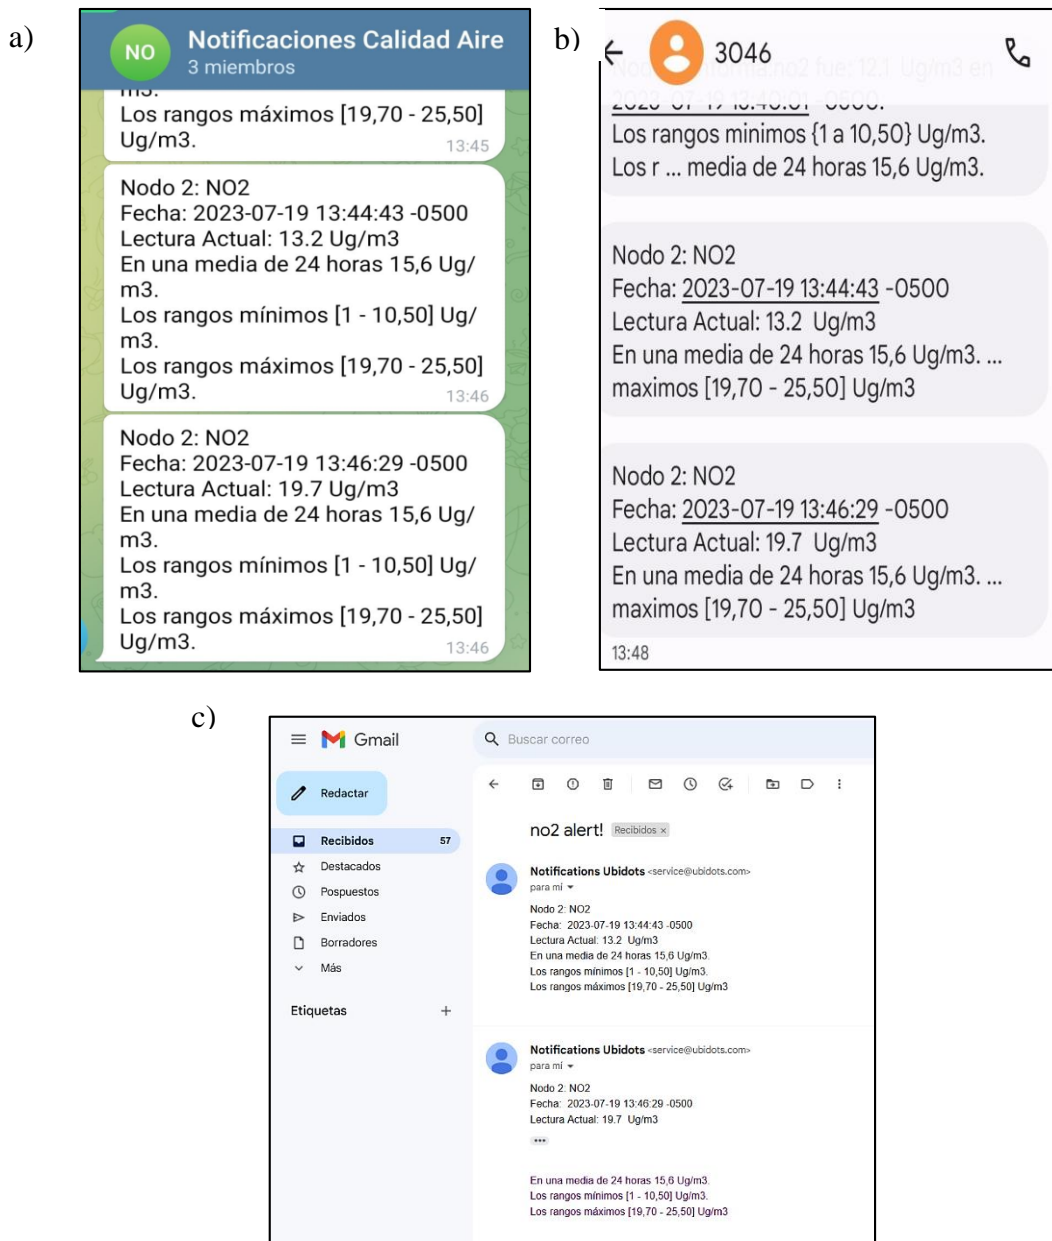 a)
NO
Notificaciones Calidad Aire
3 miembros
m3.
Los rangos máximos [19,70 - 25,50]
Ug/m3.
13:45
Nodo 2: NO2
Fecha: 2023-07-19 13:44:43 -0500
Lectura Actual: 13.2 Ug/m3
En una media de 24 horas 15,6 Ug/
m3.
Los rangos mínimos [1 - 10,50] Ug/
m3.
Los rangos máximos [19,70 - 25,50]
Ug/m3.
13:46
Nodo 2: NO2
Fecha: 2023-07-19 13:46:29 -0500
Lectura Actual: 19.7 Ug/m3
En una media de 24 horas 15,6 Ug/
m3.
Los rangos mínimos [1 - 10,50] Ug/
m3.
Los rangos máximos [19,70 - 25,50]
Ug/m3.
13:46
b)
3046
no2 fue: 12.1 Ug/m3 en
2023-07-19 13:40:01 -0500.
Los rangos minimos {1 a 10,50} Ug/m3.
Los r ... media de 24 horas 15,6 Ug/m3.
Nodo 2: NO2
Fecha: 2023-07-19 13:44:43 -0500
Lectura Actual: 13.2 Ug/m3
En una media de 24 horas 15,6 Ug/m3. ...
maximos [19,70 - 25,50] Ug/m3
Nodo 2: NO2
Fecha: 2023-07-19 13:46:29 -0500
Lectura Actual: 19.7 Ug/m3
En una media de 24 horas 15,6 Ug/m3. ...
maximos [19,70 - 25,50] Ug/m3
13:48
c)
Gmail
Buscar correo
Redactar
Recibidos 57
Destacados
Pospuestos
Enviados
Borradores
Más
Etiquetas +
no2 alert! Recibidos x
Notifications Ubidots <service@ubidots.com>
para mí
Nodo 2: NO2
Fecha: 2023-07-19 13:44:43 -0500
Lectura Actual: 13.2 Ug/m3
En una media de 24 horas 15,6 Ug/m3.
Los rangos mínimos [1 - 10,50] Ug/m3.
Los rangos máximos [19,70 - 25,50] Ug/m3
Notifications Ubidots <service@ubidots.com>
para mí
Nodo 2: NO2
Fecha: 2023-07-19 13:46:29 -0500
Lectura Actual: 19.7 Ug/m3
•••
En una media de 24 horas 15,6 Ug/m3.
Los rangos mínimos [1 - 10,50] Ug/m3.
Los rangos máximos [19,70 - 25,50] Ug/m3